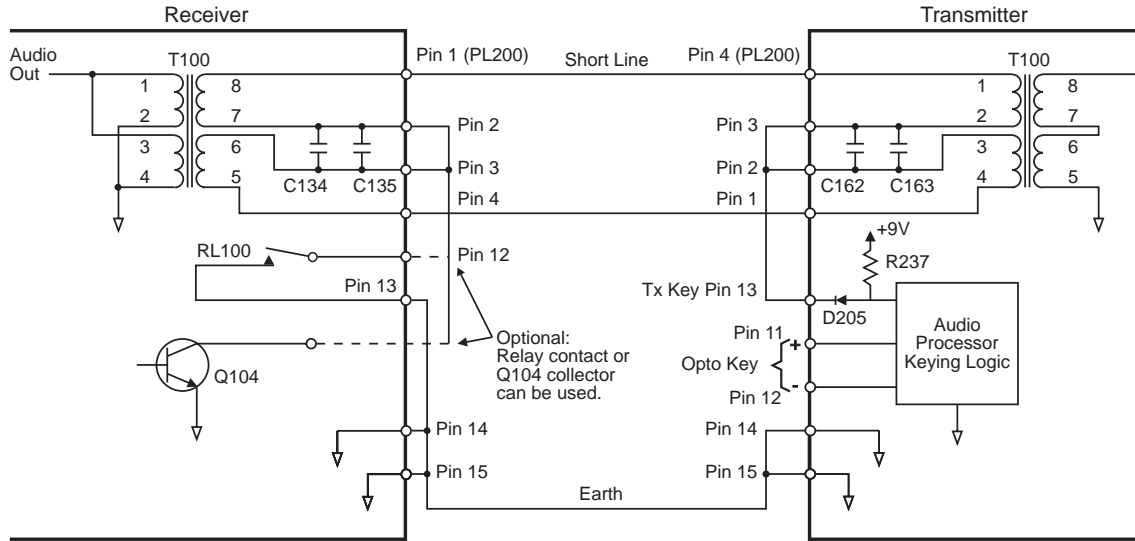 Receiver
Transmitter
Audio
Out
T100
Pin 1 (PL200)
Short Line
Pin 4 (PL200)
T100
1
8
1
8
2
7
Pin 2
Pin 3
2
7
3
6
Pin 3
Pin 2
3
6
4
5
C134
C135
Pin 4
Pin 1
C162
C163
4
5
+9V
RL100
Pin 12
R237
Pin 13
Tx Key Pin 13
D205
Optional:
Relay contact or
Q104 collector
can be used.
Pin 11
+
Opto Key
-
Pin 12
Audio
Processor
Keying Logic
Q104
Pin 14
Pin 14
Pin 15
Pin 15
Earth